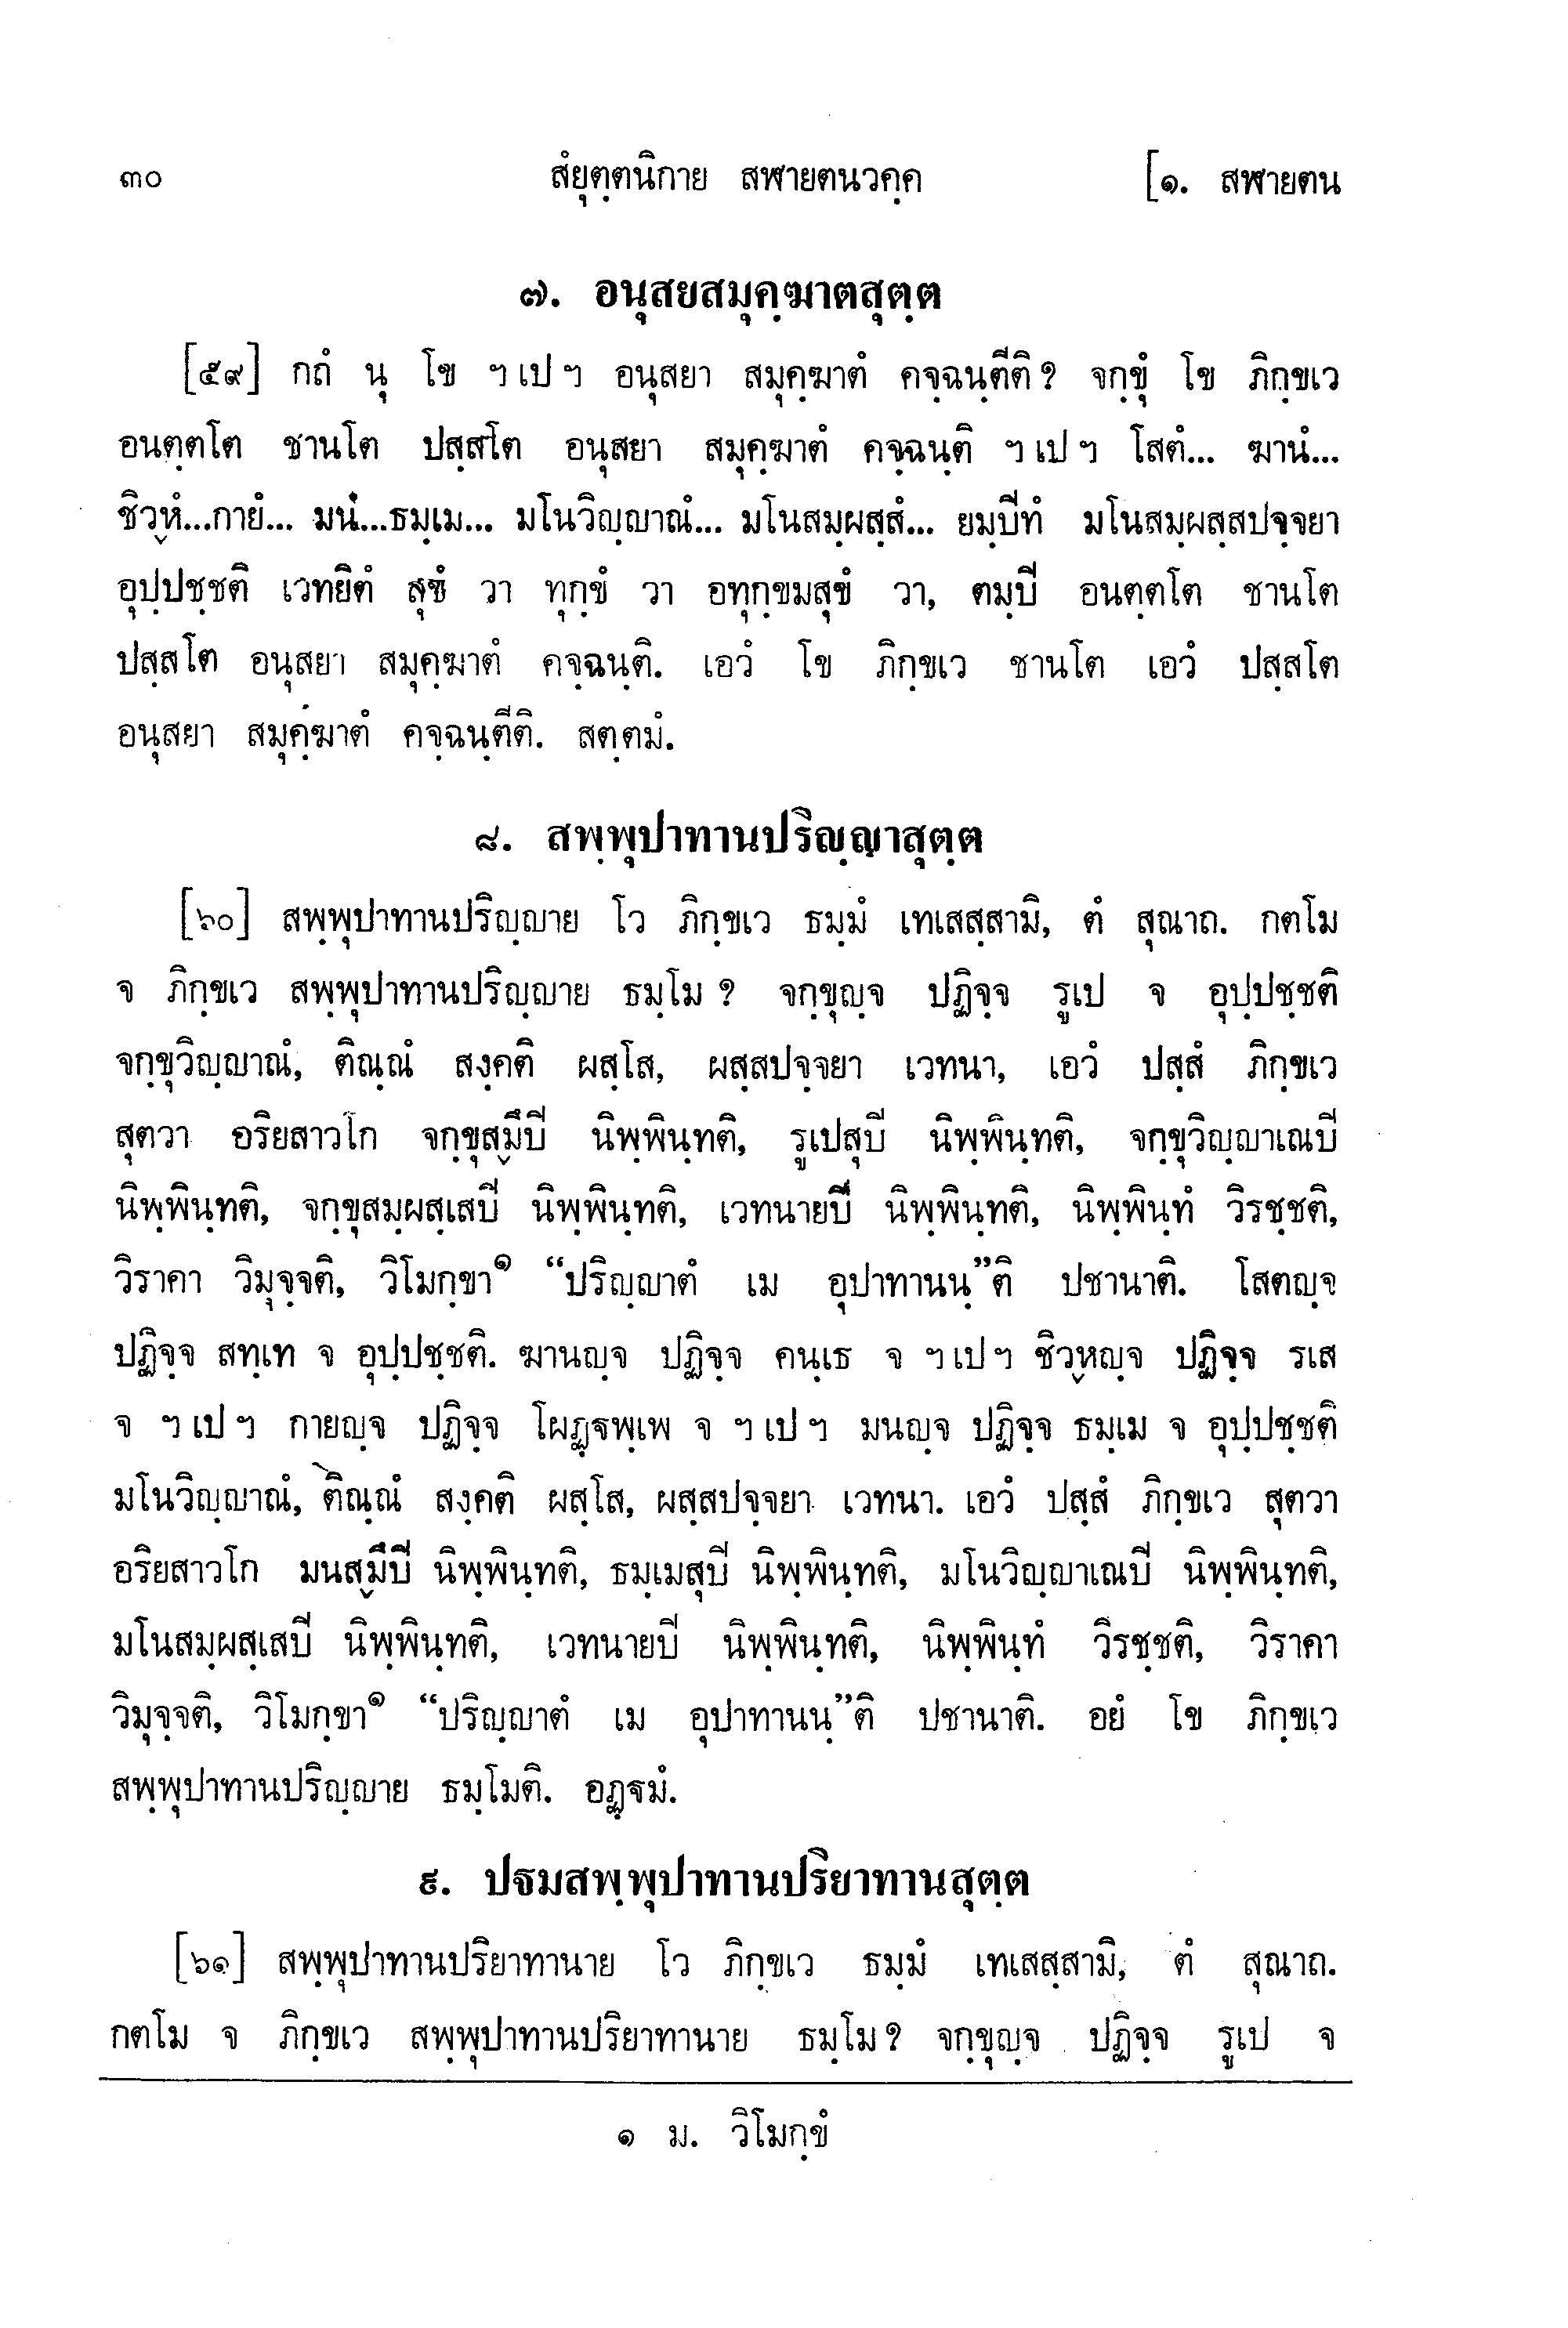 ๓๐ สํยุตฺตนิกาย สฬายตนวคฺค [๑. สฬายตน
๗. อนุสยสมุคฺฆาตสุตฺต
[๕๙] กถํ นุ โข ฯ เป ฯ อนุสยา สมุคฺฆาตํ คจฺฉนฺตีติ ? จกฺขุํ โข ภิกฺขเว
อนตฺตโต ชานโต ปสฺสโต อนุสยา สมุคฺฆาตํ คจฺฉนฺติ ฯ เป ฯ โสตํ... ฆานํ...
ชิวฺหํ...กายํ... มนํ...ธมฺเม... มโนวิญฺญาณํ... มโนสมฺผสฺสํ... ยมฺปีทํ มโนสมฺผสฺสปจฺจยา
อุปฺปชฺชติ เวทยิตํ สุขํ วา ทุกฺขํ วา อทุกฺขมสุขํ วา, ตมฺปิ อนตฺตโต ชานโต
ปสฺสโต อนุสยา สมุคฺฆาตํ คจฺฉนฺติ. เอวํ โข ภิกฺขเว ชานโต เอวํ ปสฺสโต
อนุสยา สมุคฺฆาตํ คจฺฉนฺตีติ. สตฺตมํ.
๘. สพฺพุปาทานปริญฺญาสุตฺต
[๖๐] สพฺพุปาทานปริญฺญาย โว ภิกฺขเว ธมฺมํ เทเสสฺสามิ, ตํ สุณาถ. กตโม
จ ภิกฺขเว สพฺพุปาทานปริญฺญาย ธมฺโม ? จกฺขุญฺจ ปฏิจฺจ รูเป จ อุปฺปชฺชติ
จกฺขุวิญฺญาณํ, ติณฺณํ สงฺคติ ผสฺโส, ผสฺสปจฺจยา เวทนา, เอวํ ปสฺสํ ภิกฺขเว
สุตวา อริยสาวโก จกฺขุสฺมึปิ นิพฺพินฺทติ, รูเปสุปิ นิพฺพินฺทติ, จกฺขุวิญฺญาเณปิ
นิพฺพินฺทติ, จกฺขุสมฺผสฺเสปิ นิพฺพินฺทติ, เวทนายปิ นิพฺพินฺทติ, นิพฺพินฺทํ วิรชฺชติ,
วิราคา วิมุจฺจติ, วิโมกฺขา๑ “ปริญฺญาตํ เม อุปาทานนฺ”ติ ปชานาติ. โสตญฺจ
ปฏิจฺจ สทฺเท จ อุปฺปชฺชติ. ฆานญฺจ ปฏิจฺจ คนฺเธ จ ฯ เป ฯ ชิวฺหญฺจ ปฏิจฺจ รเส
จ ฯ เป ฯ กายญฺจ ปฏิจฺจ โผฏฺฐพฺเพ จ ฯ เป ฯ มนญฺจ ปฏิจฺจ ธมฺเม จ อุปฺปชฺชติ
มโนวิญฺญาณํ, ติณฺณํ สงฺคติ ผสฺโส, ผสฺสปจฺจยา เวทนา. เอวํ ปสฺสํ ภิกฺขเว สุตวา
อริยสาวโก มนสฺมึปิ นิพฺพินฺทติ, ธมฺเมสุปิ นิพฺพินฺทติ, มโนวิญฺญาเณปิ นิพฺพินฺทติ,
มโนสมฺผสฺเสปิ นิพฺพินฺทติ, เวทนายปิ นิพฺพินฺทติ, นิพฺพินฺทํ วิรชฺชติ, วิราคา
วิมุจฺจติ, วิโมกฺขา๑ “ปริญฺญาตํ เม อุปาทานนฺ”ติ ปชานาติ. อยํ โข ภิกฺขเว
สพฺพุปาทานปริญฺญาย ธมฺโมติ. อฏฺฐมํ.
๙. ปฐมสพฺพุปาทานปริยาทานสุตฺต
[๖๑] สพฺพุปาทานปริยาทานาย โว ภิกฺขเว ธมฺมํ เทเสสฺสามิ, ตํ สุณาถ.
กตโม จ ภิกฺขเว สพฺพุปาทานปริยาทานาย ธมฺโม ? จกฺขุญฺจ ปฏิจฺจ รูเป จ
๑ ม. วิโมกฺขํ